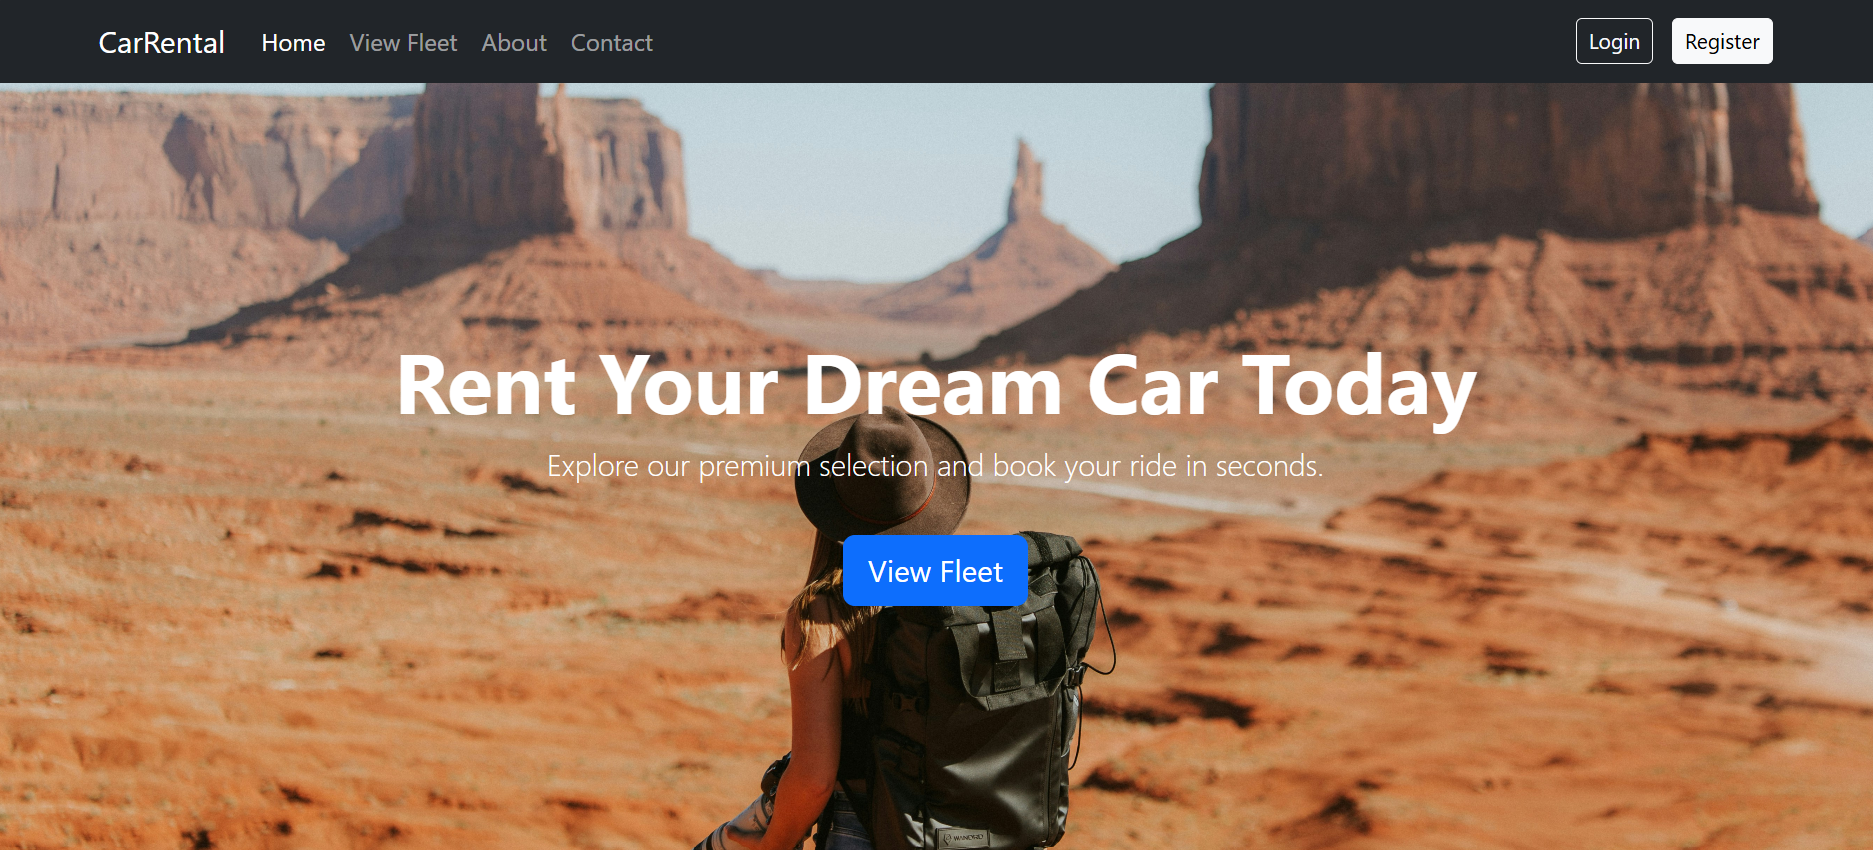 CarRental Home View Fleet About Contact Login Register
Rent Your Dream Car Today
Explore our premium selection and book your ride in seconds.
View Fleet
WANDRD